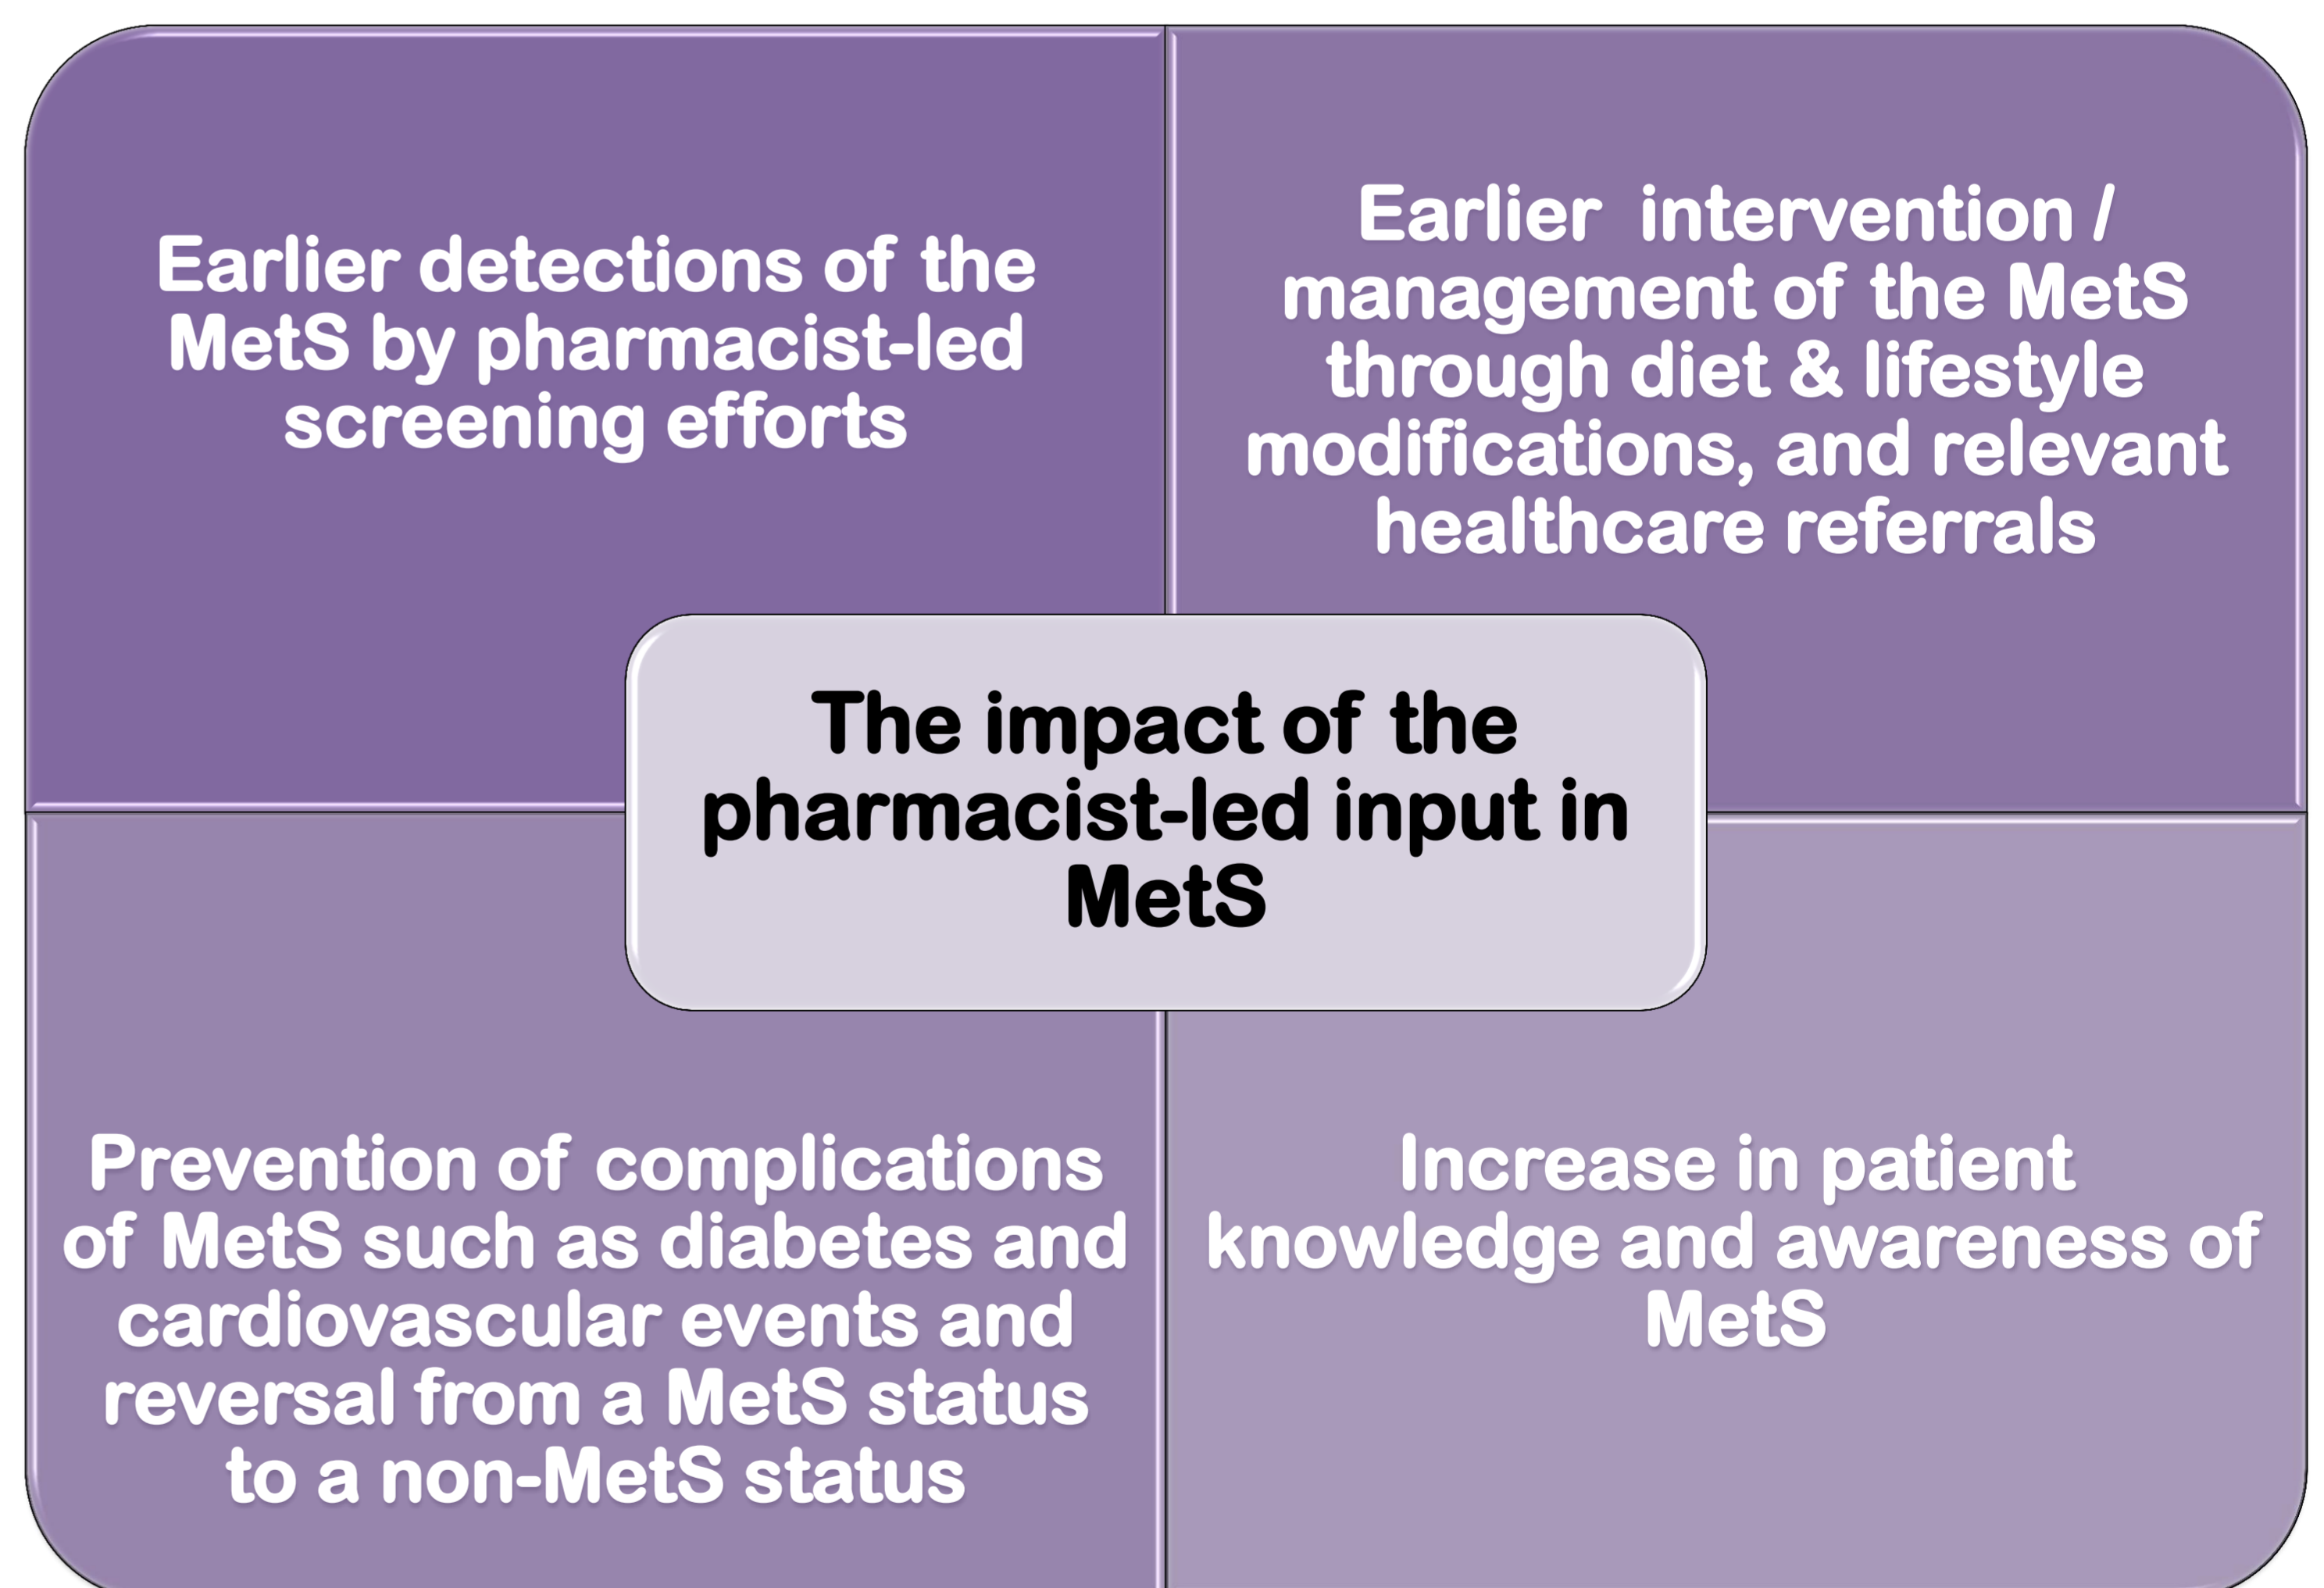 Earlier detections of the
MetS by pharmacist-led
screening efforts
Earlier  intervention /
management of the MetS
through diet & lifestyle
modifications, and relevant
healthcare referrals
The impact of the
pharmacist-led input in
MetS
Prevention of complications
of MetS such as diabetes and
cardiovascular events and
reversal from a MetS status
to a non-MetS status
Increase in patient
knowledge and awareness of
MetS